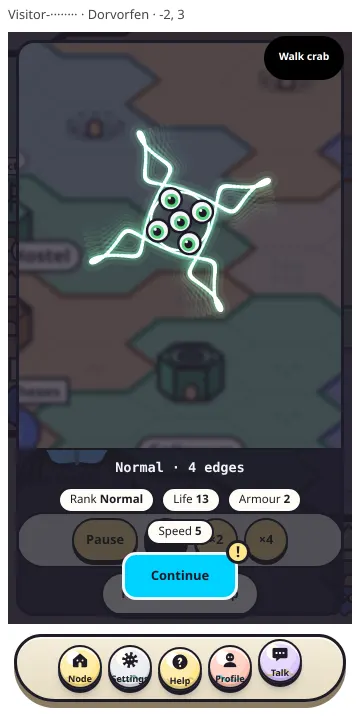 Visitor-········ · Dorvorfen · -2, 3
Walk crab
Normal · 4 edges
Rank Normal Life 13 Armour 2
Speed 5
Pause ×2 ×4
!
Continue
Node Settings Help Profile Talk